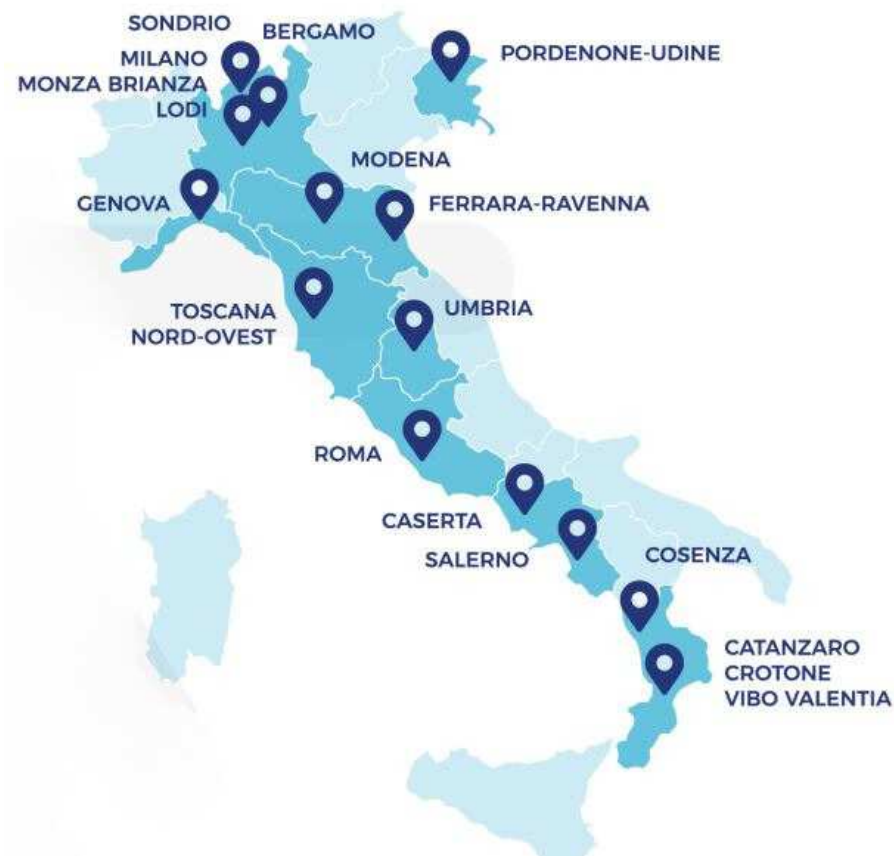 SONDRIO
BERGAMO
MILANO
MONZA BRIANZA
LODI
PORDENONE-UDINE
MODENA
GENOVA
FERRARA-RAVENNA
TOSCANA
NORD-OVEST
UMBRIA
ROMA
CASERTA
SALERNO
COSENZA
CATANZARO
CROTONE
VIBO VALENTIA